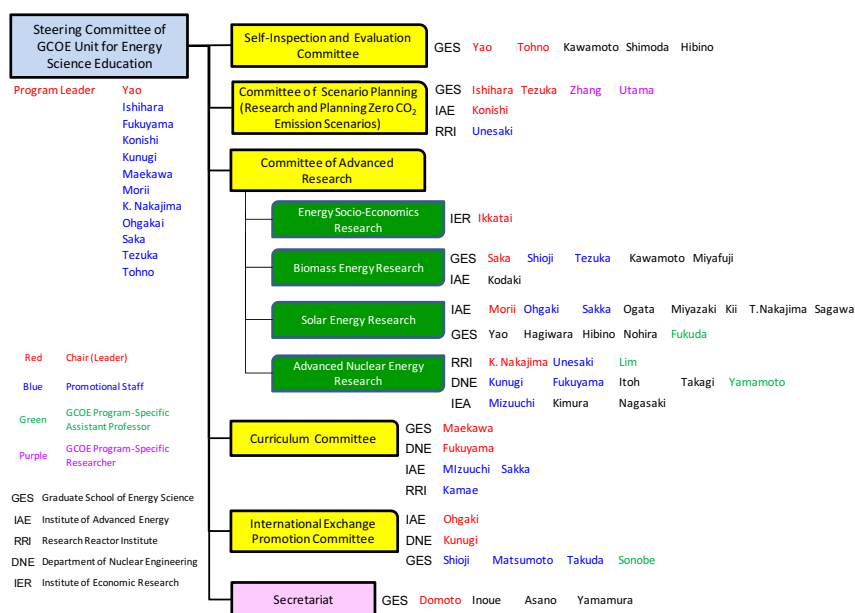 Steering Committee of
GCOE Unit for Energy
Science Education
Program Leader Yao
Ishihara
Fukuyama
Konishi
Kunugi
Maekawa
Morii
K. Nakajima
Ohgakai
Saka
Tezuka
Tohno
Self-Inspection and Evaluation
Committee
GES Yao Tohno Kawamoto Shimoda Hibino
Committee of Scenario Planning
(Research and Planning Zero CO₂
Emission Scenarios)
GES Ishihara Tezuka Zhang Utama
IAE Konishi
RRI Unesaki
Committee of Advanced
Research
Energy Socio-Economics
Research
IER Ikkatai
Biomass Energy Research
GES Saka Shioji Tezuka Kawamoto Miyafuji
IAE Kodaki
Solar Energy Research
IAE Morii Ohgaki Sakka Ogata Miyazaki Kii T.Nakajima Sagawa
GES Yao Hagiwara Hibino Nohira Fukuda
Advanced Nuclear Energy
Research
RRI K. Nakajima Unesaki Lim
DNE Kunugi Fukuyama Itoh Takagi Yamamoto
IEA Mizuuchi Kimura Nagasaki
Curriculum Committee
GES Maekawa
DNE Fukuyama
IAE MIzuuchi Sakka
RRI Kamae
International Exchange
Promotion Committee
IAE Ohgaki
DNE Kunugi
GES Shioji Matsumoto Takuda Sonobe
Secretariat
GES Domoto Inoue Asano Yamamura
Red Chair (Leader)
Blue Promotional Staff
Green GCOE Program-Specific
Assistant Professor
Purple GCOE Program-Specific
Researcher
GES Graduate School of Energy Science
IAE Institute of Advanced Energy
RRI Research Reactor Institute
DNE Department of Nuclear Engineering
IER Institute of Economic Research